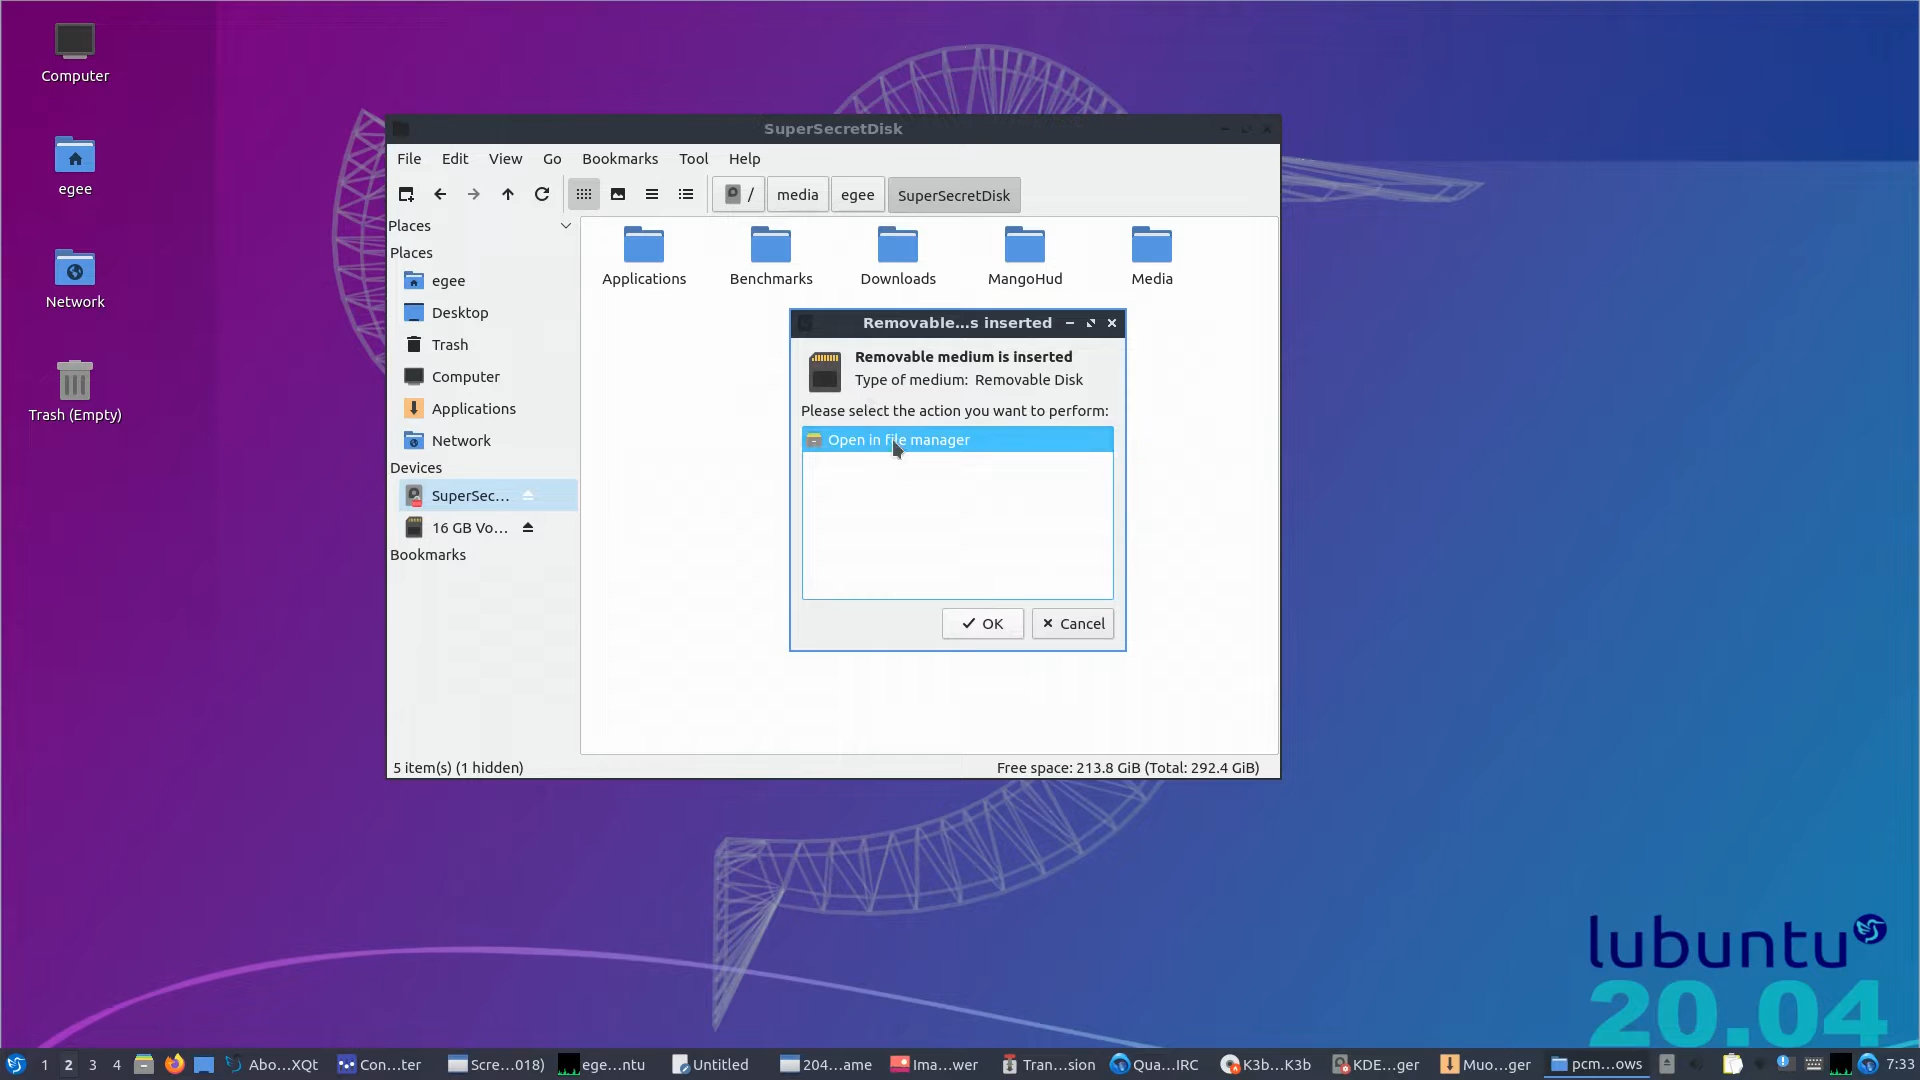 Computer
egee
Network
Trash (Empty)
SuperSecretDisk
File Edit View Go Bookmarks Tool Help
/ media egee SuperSecretDisk
Places
Places
egee
Desktop
Trash
Computer
Applications
Network
Devices
SuperSec...
16 GB Vo...
Bookmarks
Applications Benchmarks Downloads MangoHud Media
Removable...s inserted
Removable medium is inserted
Type of medium: Removable Disk
Please select the action you want to perform:
Open in file manager
OK Cancel
5 item(s) (1 hidden) Free space: 213.8 GiB (Total: 292.4 GiB)
lubuntu
20.04
1 2 3 4 Abo...XQt Con...ter Scre...018) ege...ntu Untitled 204...ame Ima...wer Tran...sion Qua...IRC K3b...K3b KDE...ger Muo...ger pcm...ows 7:33